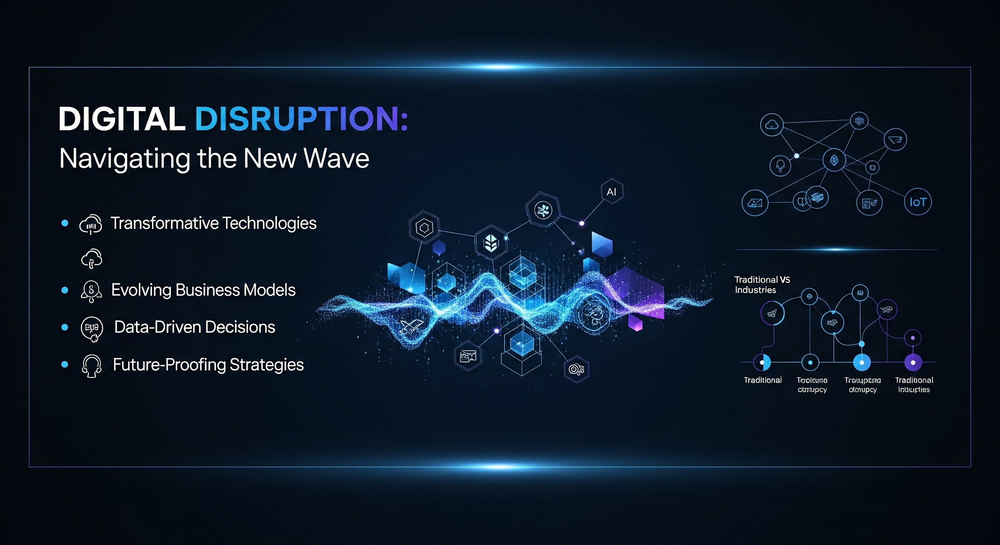 DIGITAL DISRUPTION:
Navigating the New Wave
Transformative Technologies
Evolving Business Models
Data-Driven Decisions
Future-Proofing Strategies
AI
IoT
Traditional VS
Industries
Traditional
Traditional